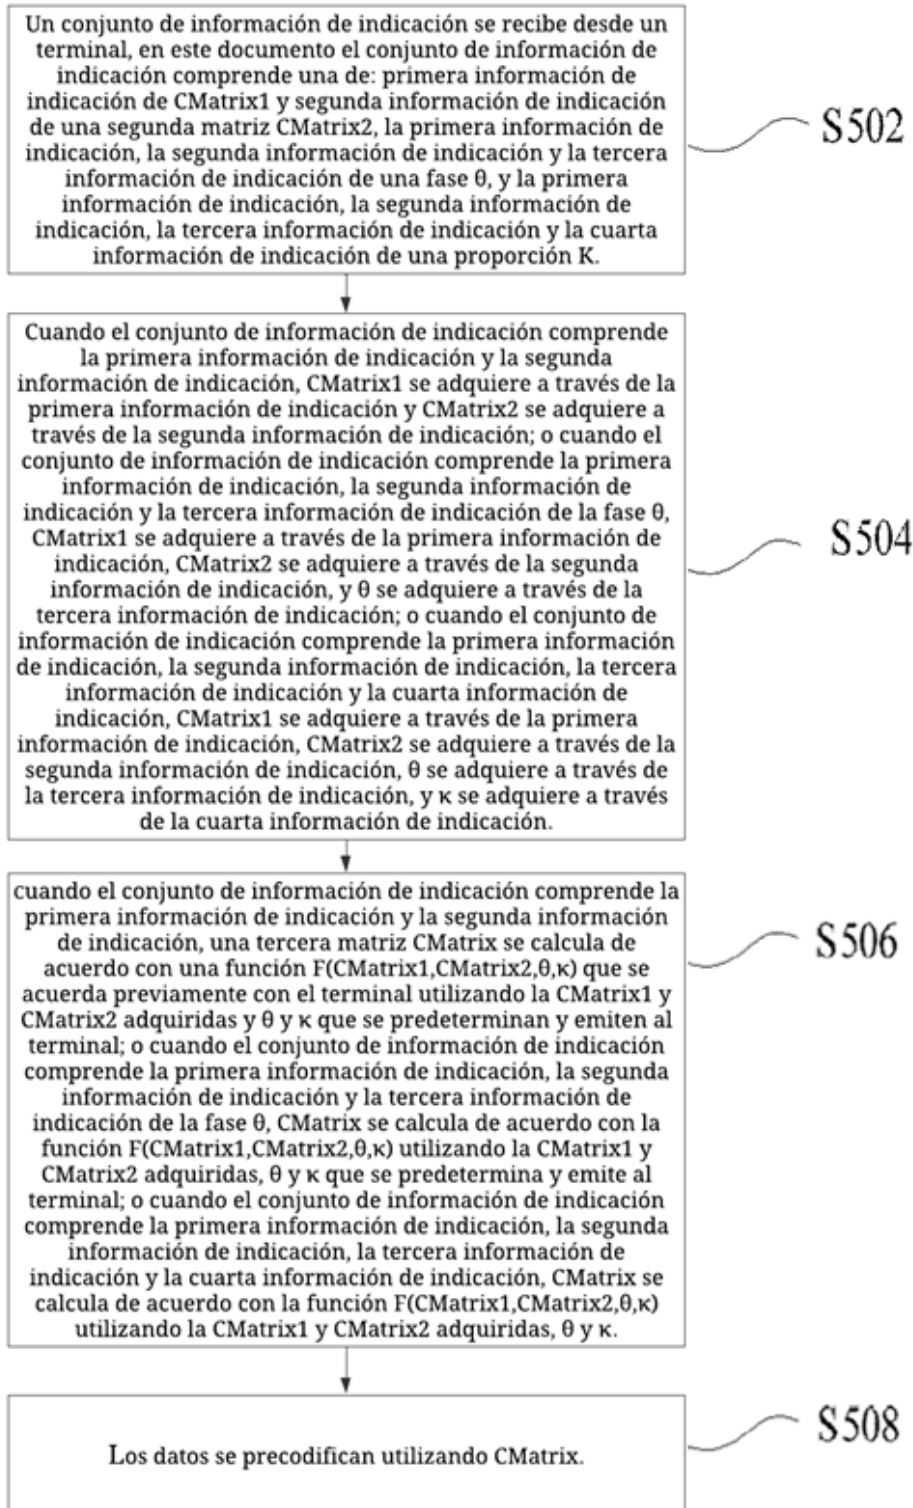 Un conjunto de información de indicación se recibe desde un
terminal, en este documento el conjunto de información de
indicación comprende una de: primera información de
indicación de CMatrix1 y segunda información de indicación
de una segunda matriz CMatrix2, la primera información de
indicación, la segunda información de indicación y la tercera
información de indicación de una fase θ, y la primera
información de indicación, la segunda información de
indicación, la tercera información de indicación y la cuarta
información de indicación de una proporción K.
S502
Cuando el conjunto de información de indicación comprende
la primera información de indicación y la segunda
información de indicación, CMatrix1 se adquiere a través de la
primera información de indicación y CMatrix2 se adquiere a
través de la segunda información de indicación; o cuando el
conjunto de información de indicación comprende la primera
información de indicación, la segunda información de
indicación y la tercera información de indicación de la fase θ,
CMatrix1 se adquiere a través de la primera información de
indicación, CMatrix2 se adquiere a través de la segunda
información de indicación, y θ se adquiere a través de la
tercera información de indicación; o cuando el conjunto de
información de indicación comprende la primera información
de indicación, la segunda información de indicación, la tercera
información de indicación y la cuarta información de
indicación, CMatrix1 se adquiere a través de la primera
información de indicación, CMatrix2 se adquiere a través de la
segunda información de indicación, θ se adquiere a través de
la tercera información de indicación, y κ se adquiere a través
de la cuarta información de indicación.
S504
cuando el conjunto de información de indicación comprende la
primera información de indicación y la segunda información
de indicación, una tercera matriz CMatrix se calcula de
acuerdo con una función F(CMatrix1,CMatrix2,θ,κ) que se
acuerda previamente con el terminal utilizando la CMatrix1 y
CMatrix2 adquiridas y θ y κ que se predeterminan y emiten al
terminal; o cuando el conjunto de información de indicación
comprende la primera información de indicación, la segunda
información de indicación y la tercera información de
indicación de la fase θ, CMatrix se calcula de acuerdo con la
función F(CMatrix1,CMatrix2,θ,κ) utilizando la CMatrix1 y
CMatrix2 adquiridas, θ y κ que se predetermina y emite al
terminal; o cuando el conjunto de información de indicación
comprende la primera información de indicación, la segunda
información de indicación, la tercera información de
indicación y la cuarta información de indicación, CMatrix se
calcula de acuerdo con la función F(CMatrix1,CMatrix2,θ,κ)
utilizando la CMatrix1 y CMatrix2 adquiridas, θ y κ.
S506
Los datos se precodifican utilizando CMatrix.
S508